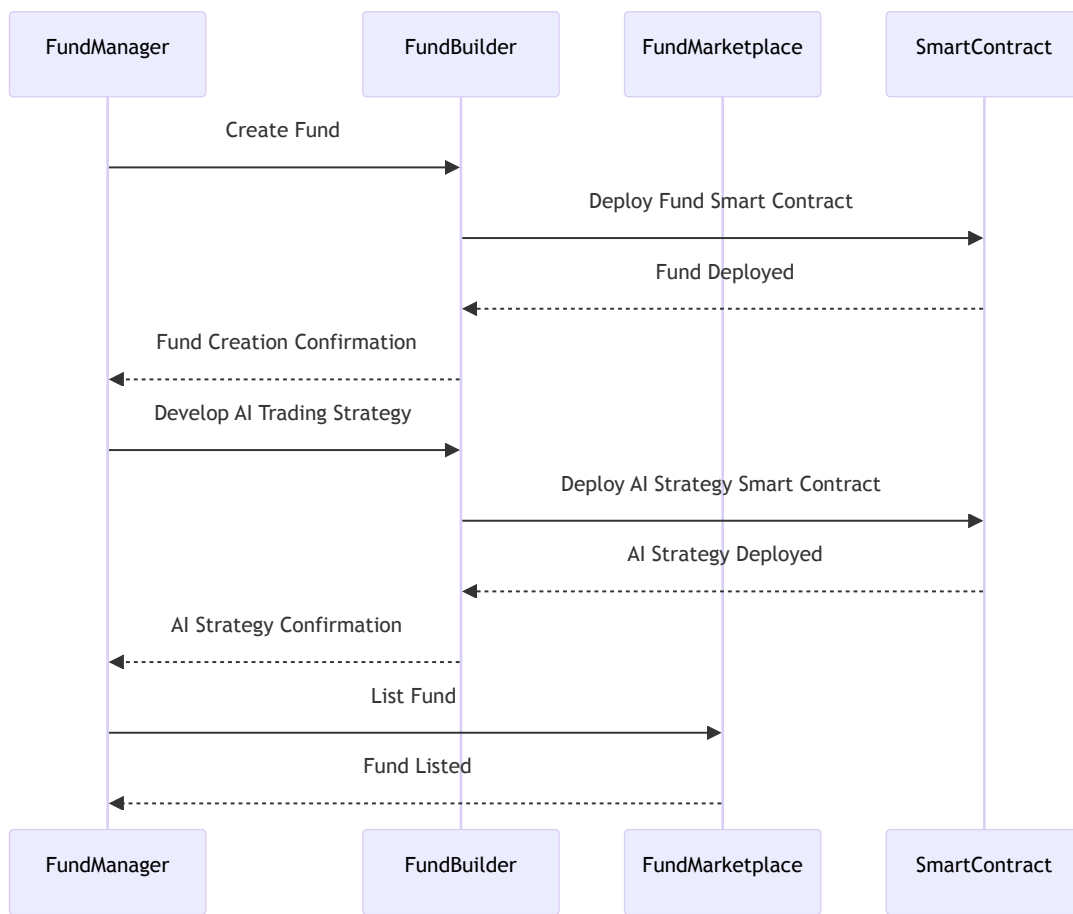 FundManager
FundBuilder
FundMarketplace
SmartContract
Create Fund
Deploy Fund Smart Contract
Fund Deployed
Fund Creation Confirmation
Develop AI Trading Strategy
Deploy AI Strategy Smart Contract
AI Strategy Deployed
AI Strategy Confirmation
List Fund
Fund Listed
FundManager
FundBuilder
FundMarketplace
SmartContract